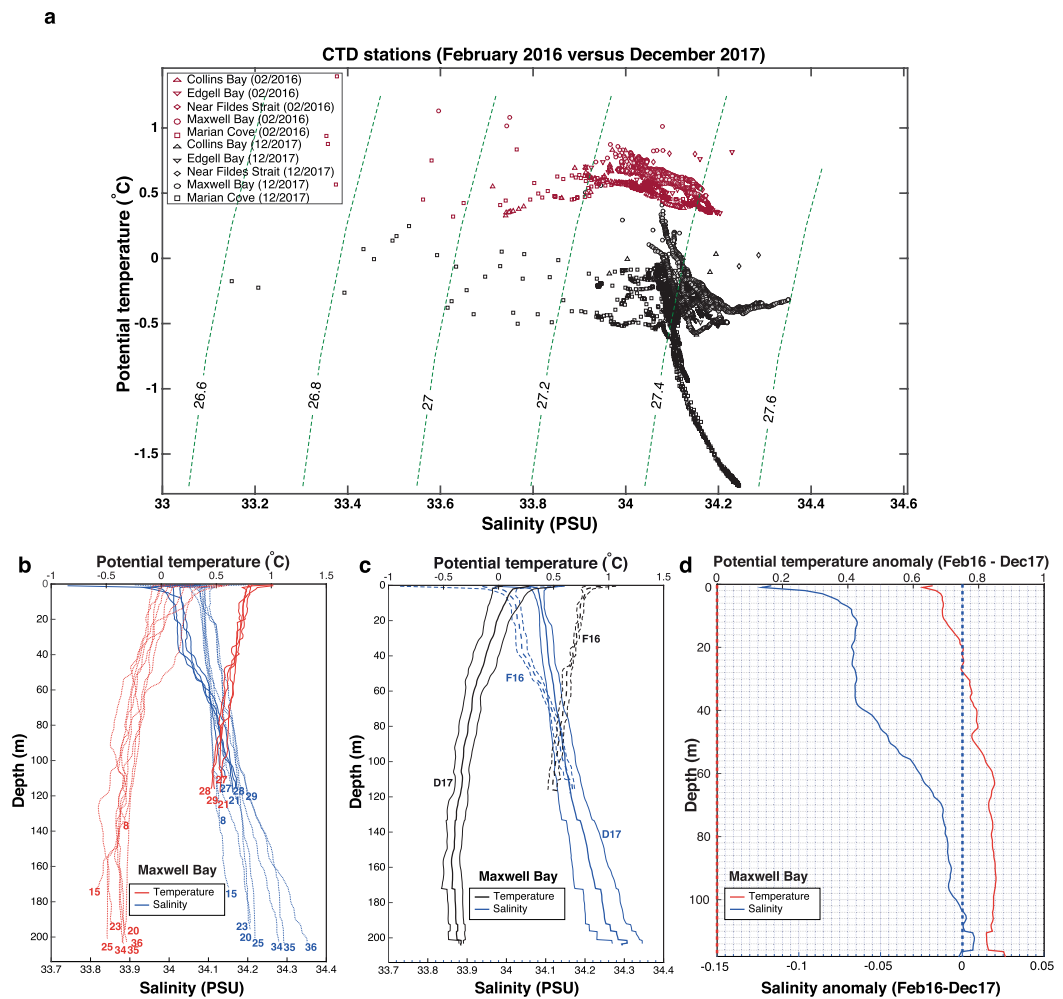 a
CTD stations (February 2016 versus December 2017)
Collins Bay (02/2016)
Edgell Bay (02/2016)
Near Fildes Strait (02/2016)
Maxwell Bay (02/2016)
Marian Cove (02/2016)
Collins Bay (12/2017)
Edgell Bay (12/2017)
Near Fildes Strait (12/2017)
Maxwell Bay (12/2017)
Marian Cove (12/2017)
Potential temperature (°C)
1
0.5
0
-0.5
-1
-1.5
26.6
26.8
27
27.2
27.4
27.6
33 33.2 33.4 33.6 33.8 34 34.2 34.4 34.6
Salinity (PSU)
b
Potential temperature (°C)
-1 -0.5 0 0.5 1 1.5
Depth (m)
0
20
40
60
80
100
120
140
160
180
200
27
28
27
28
29
21
21
29
8
8
15
15
23
20
25
34
35
36
23
20
25
34
35
36
Maxwell Bay
Temperature
Salinity
33.7 33.8 33.9 34 34.1 34.2 34.3 34.4
Salinity (PSU)
c
Potential temperature (°C)
-1 -0.5 0 0.5 1 1.5
Depth (m)
0
20
40
60
80
100
120
140
160
180
200
F16
F16
D17
D17
Maxwell Bay
Temperature
Salinity
33.7 33.8 33.9 34 34.1 34.2 34.3 34.4
Salinity (PSU)
d
Potential temperature anomaly (Feb16 - Dec17)
0 0.2 0.4 0.6 0.8 1
Depth (m)
0
20
40
60
80
100
Maxwell Bay
Temperature
Salinity
-0.15 -0.1 -0.05 0 0.05
Salinity anomaly (Feb16-Dec17)